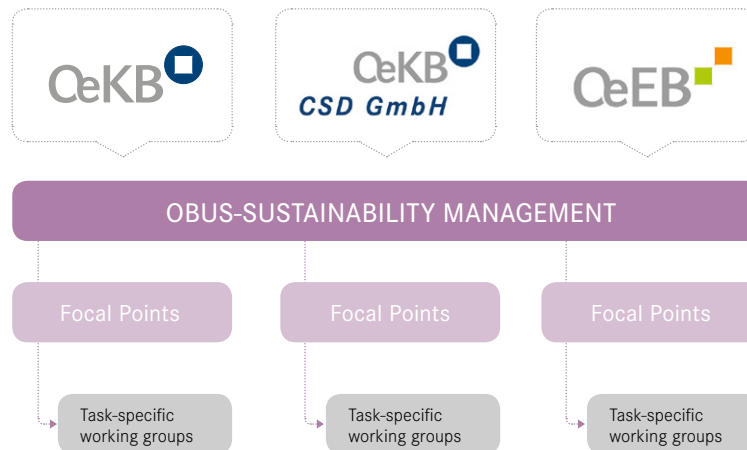 OeKB
OeKB
CSD GmbH
OeEB
OBUS-SUSTAINABILITY MANAGEMENT
Focal Points
Focal Points
Focal Points
Task-specific
working groups
Task-specific
working groups
Task-specific
working groups